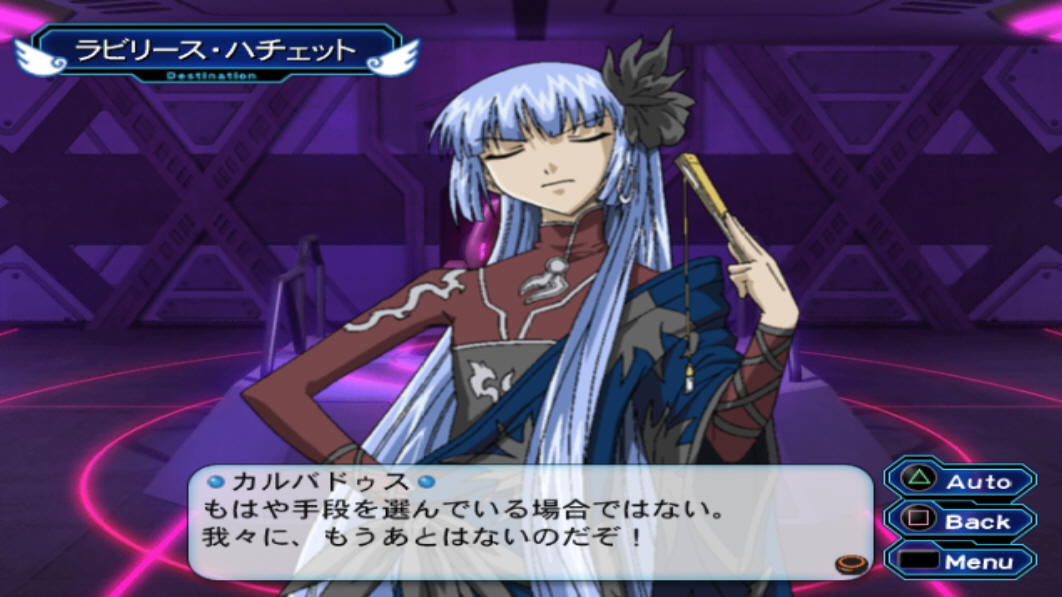 ラビリース・ハチェット
Destination
カルバドゥス
もはや手段を選んでいる場合ではない。
我々に、もうあとはないのだぞ！
Auto
Back
Menu